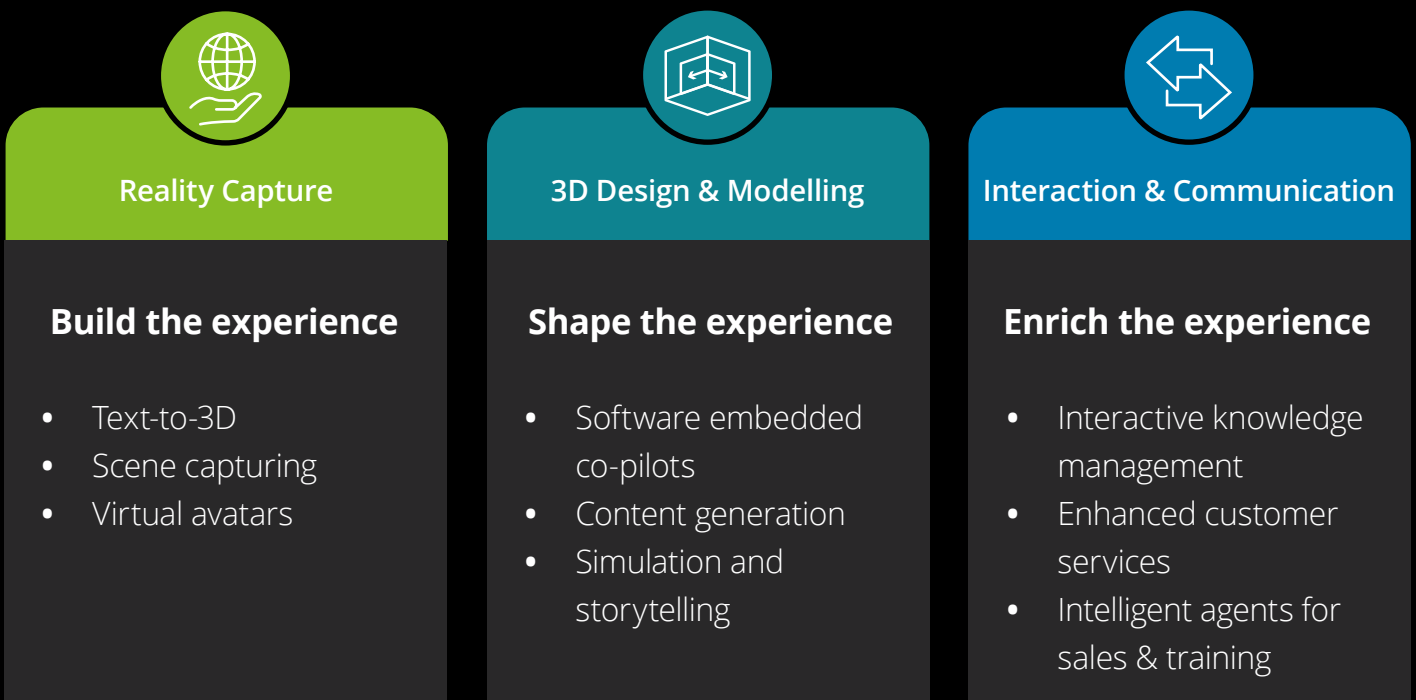 Reality Capture
Build the experience
• Text-to-3D
• Scene capturing
• Virtual avatars
3D Design & Modelling
Shape the experience
• Software embedded
co-pilots
• Content generation
• Simulation and
storytelling
Interaction & Communication
Enrich the experience
• Interactive knowledge
management
• Enhanced customer
services
• Intelligent agents for
sales & training